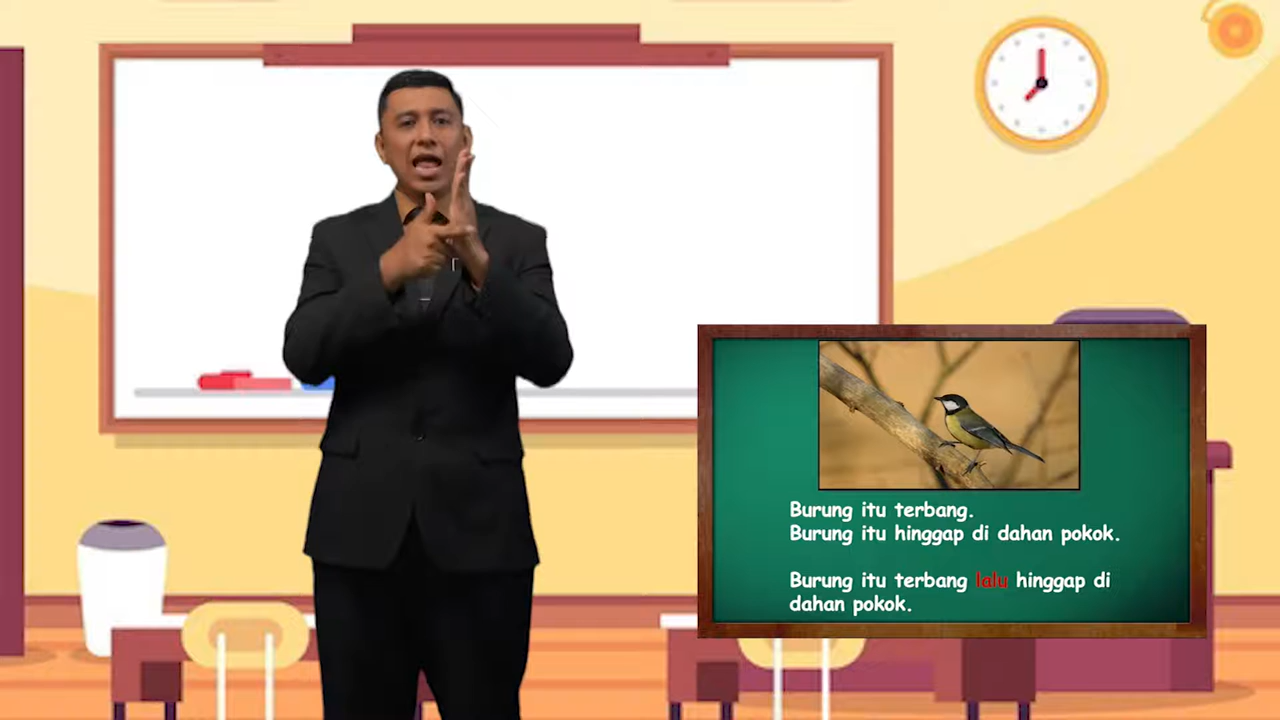 Burung itu terbang.
Burung itu hinggap di dahan pokok.
Burung itu terbang lalu hinggap di
dahan pokok.